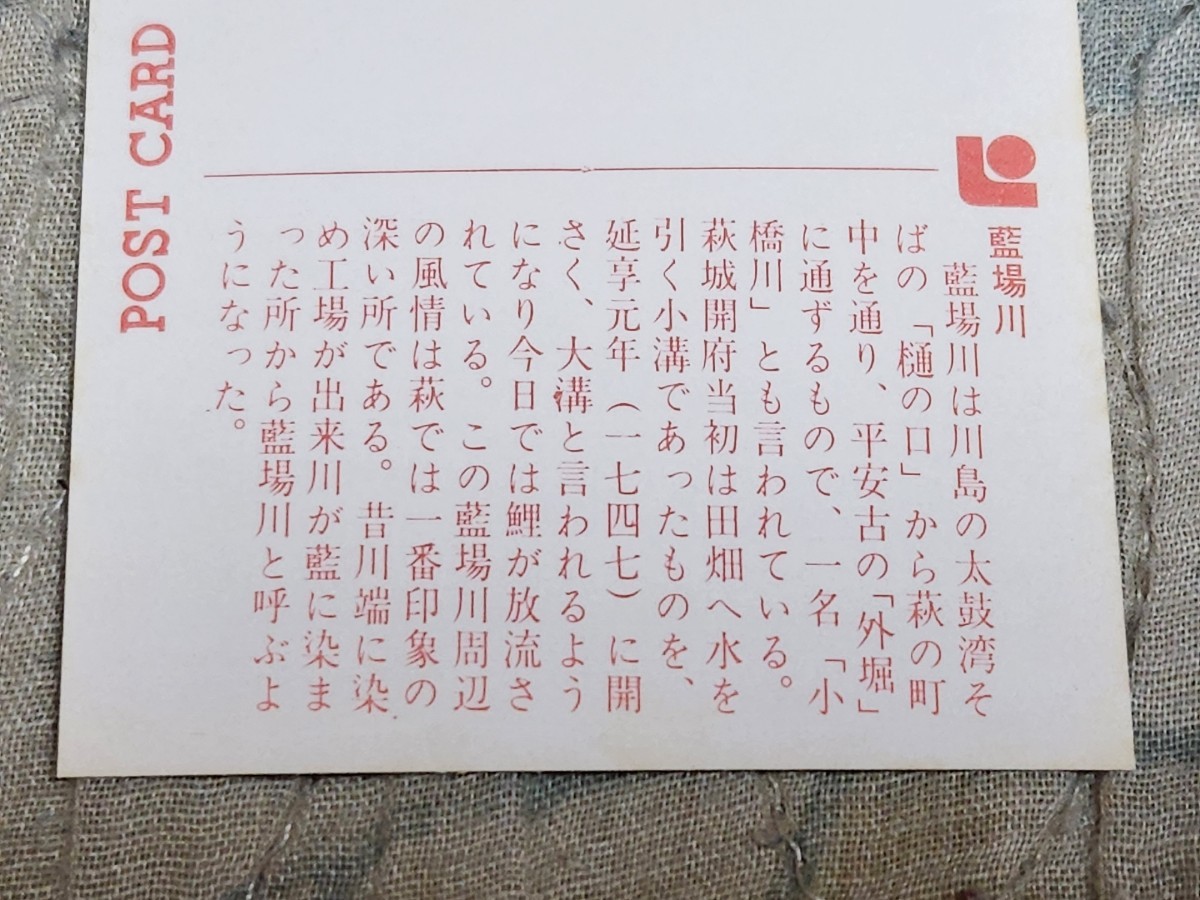 POST CARD
藍場川
藍場川は川島の太鼓湾そ
ばの「樋の口」から萩の町
中を通り、平安古の「外堀」
に通ずるもので、一名「小
橋川」とも言われている。
萩城開府当初は田畑へ水を
引く小溝であったものを、
延享元年(一七四七)に開
さく、大溝と言われるよう
になり今日では鯉が放流さ
れている。この藍場川周辺
の風情は萩では一番印象の
深い所である。昔川端に染
め工場が出来川が藍に染ま
った所から藍場川と呼ぶよ
うになった。